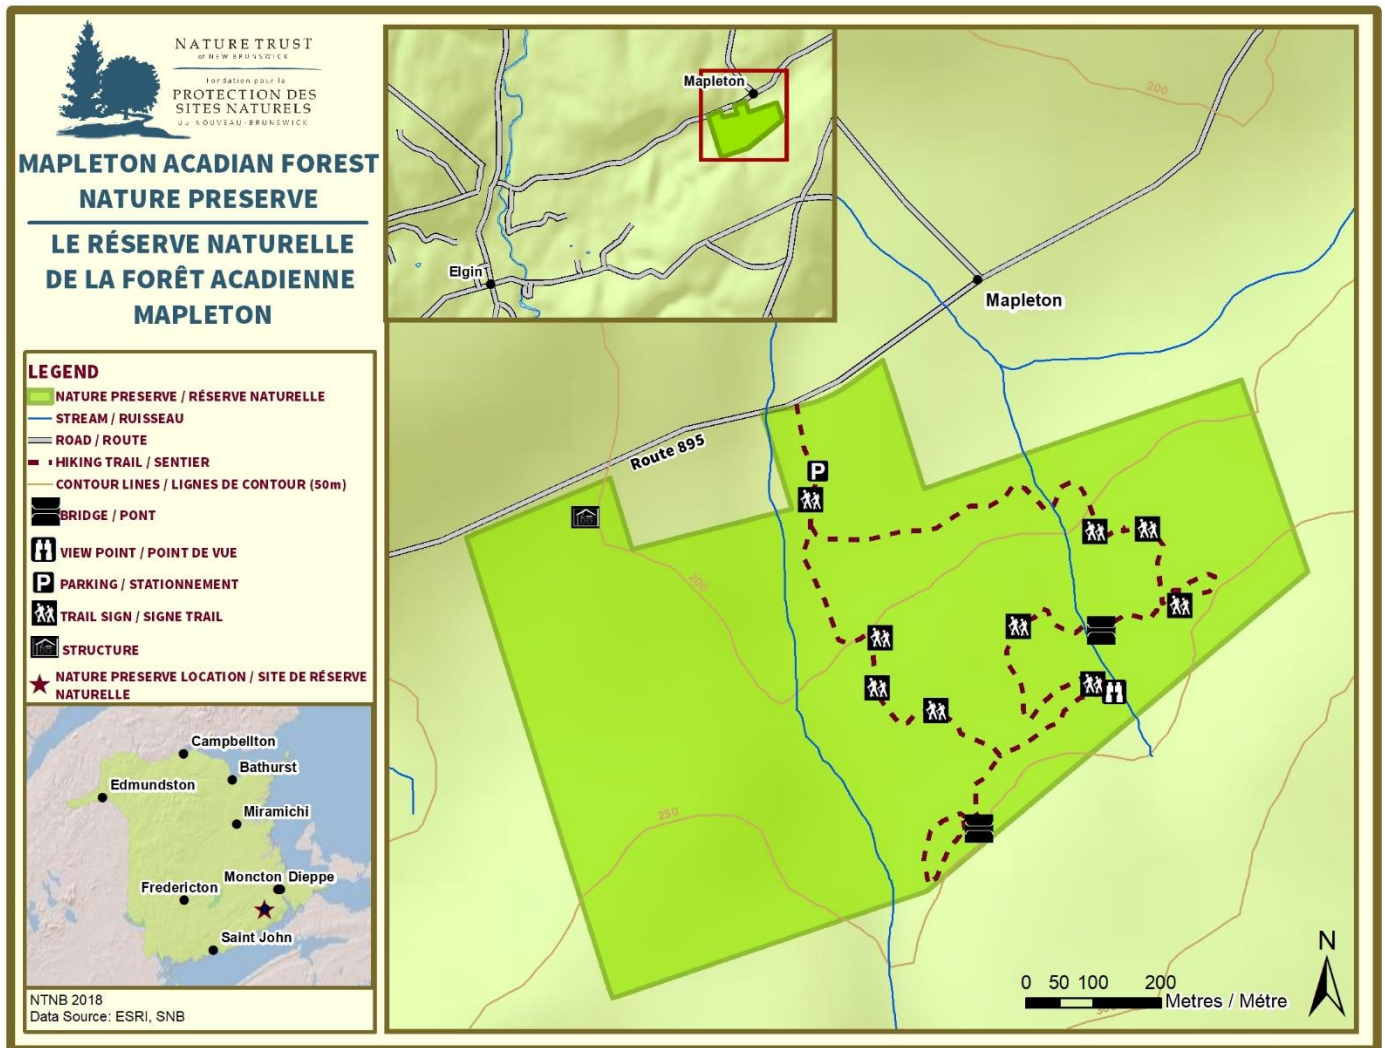 NATURE TRUST
of NEW BRUNSWICK
Fondation pour la
PROTECTION DES
SITES NATURELS
du NOUVEAU-BRUNSWICK
MAPLETON ACADIAN FOREST
NATURE PRESERVE
LE RÉSERVE NATURELLE
DE LA FORÊT ACADIENNE
MAPLETON
LEGEND
NATURE PRESERVE / RÉSERVE NATURELLE
STREAM / RUISSEAU
ROAD / ROUTE
HIKING TRAIL / SENTIER
CONTOUR LINES / LIGNES DE CONTOUR (50m)
BRIDGE / PONT
VIEW POINT / POINT DE VUE
P PARKING / STATIONNEMENT
TRAIL SIGN / SIGNE TRAIL
STRUCTURE
NATURE PRESERVE LOCATION / SITE DE RÉSERVE
NATURELLE
Campbellton
Bathurst
Edmundston
Miramichi
Moncton Dieppe
Fredericton
Saint John
NTNB 2018
Data Source: ESRI, SNB
Mapleton
Elgin
200
Mapleton
Route 895
P
200
250
N
0 50 100 200
Metres / Métre